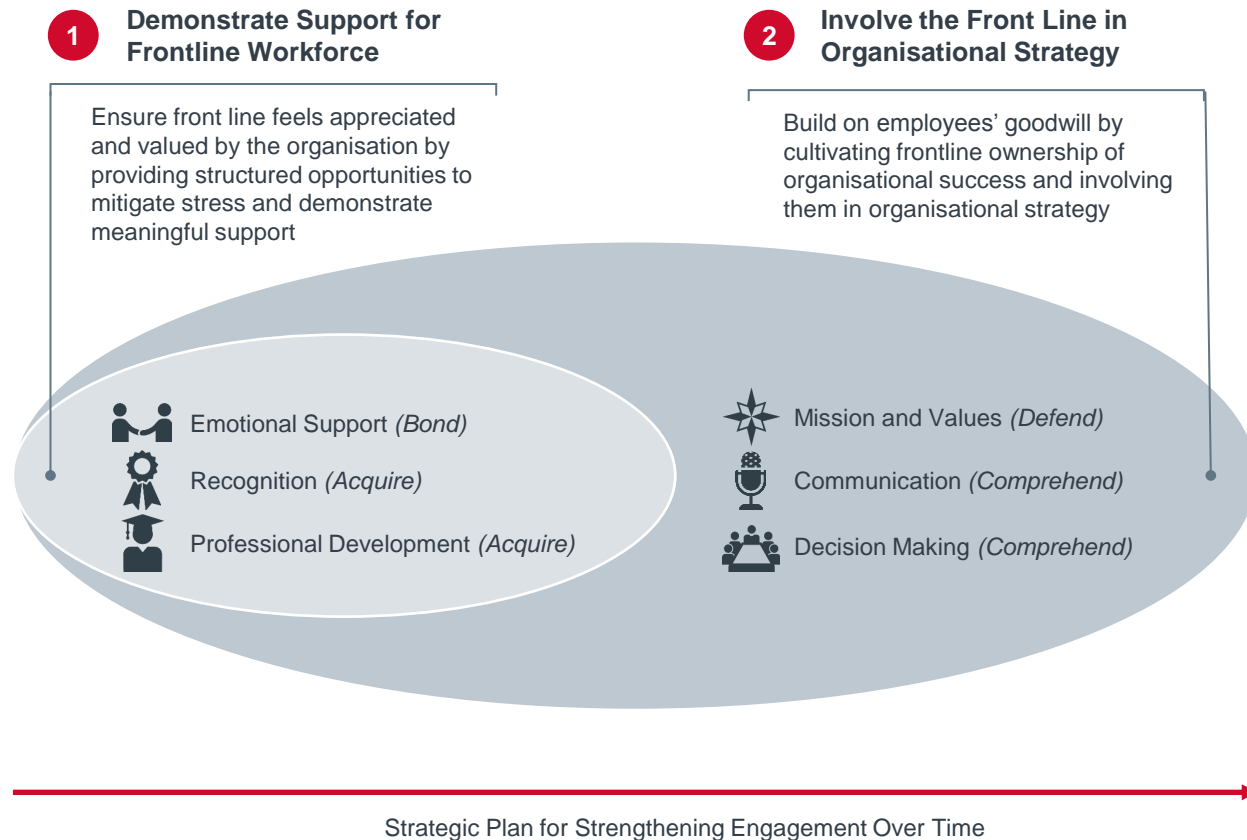 1
Demonstrate Support for
Frontline Workforce
Ensure front line feels appreciated
and valued by the organisation by
providing structured opportunities to
mitigate stress and demonstrate
meaningful support
2
Involve the Front Line in
Organisational Strategy
Build on employees’ goodwill by
cultivating frontline ownership of
organisational success and involving
them in organisational strategy
Emotional Support (Bond)
Recognition (Acquire)
Professional Development (Acquire)
Mission and Values (Defend)
Communication (Comprehend)
Decision Making (Comprehend)
Strategic Plan for Strengthening Engagement Over Time